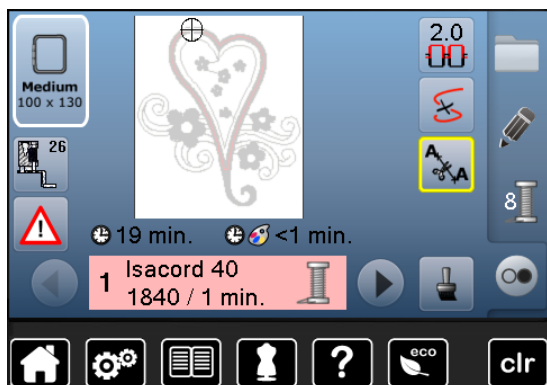 Medium
100 x 130
2.0
26
A
A
8
19 min.
<1 min.
1
Isacord 40
1840 / 1 min.
!
?
eco
clr